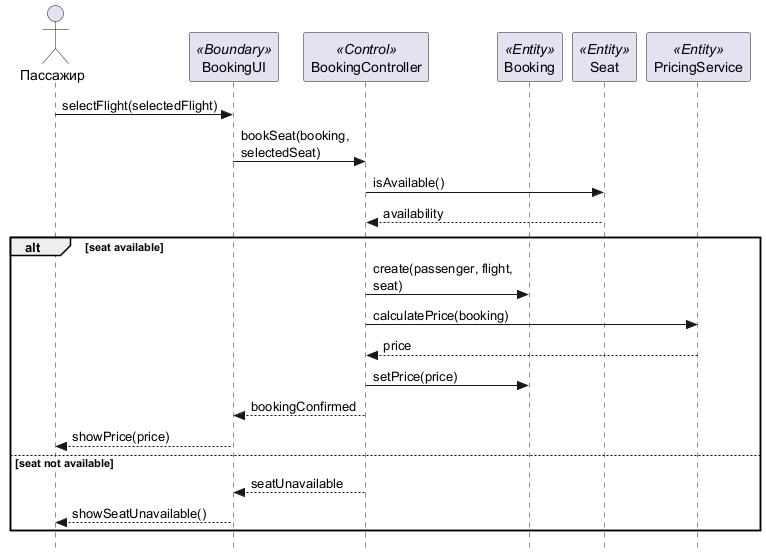 «Boundary»
«Control»
«Entity»
«Entity»
«Entity»
Пассажир
BookingUI
BookingController
Booking
Seat
PricingService
selectFlight(selectedFlight)
bookSeat(booking,
selectedSeat)
isAvailable()
availability
alt
[seat available]
create(passenger, flight,
seat)
calculatePrice(booking)
price
setPrice(price)
bookingConfirmed
showPrice(price)
[seat not available]
seatUnavailable
showSeatUnavailable()